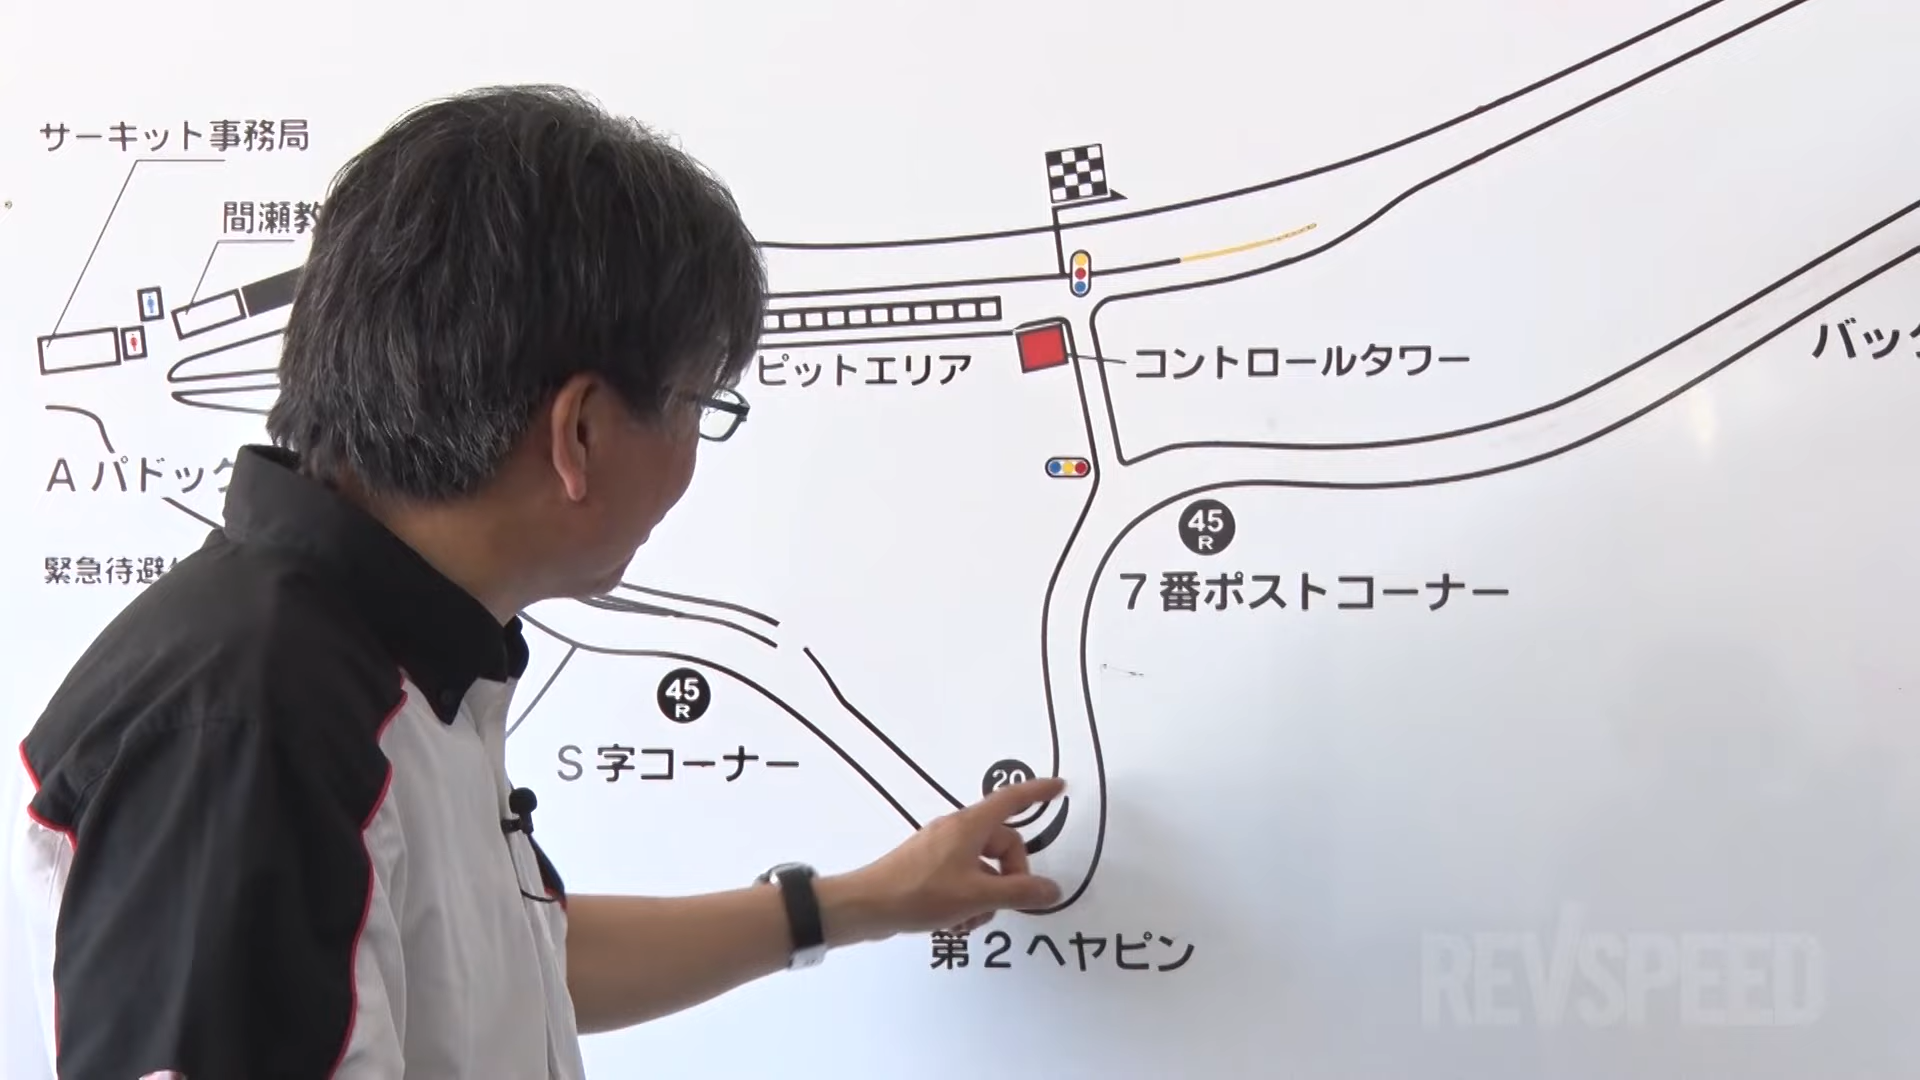 サーキット事務局
間瀬教
ピットエリア
コントロールタワー
バック
Aパドック
45
R
緊急待避
7番ポストコーナー
45
R
S字コーナー
20
第2ヘヤピン
REVSPEED